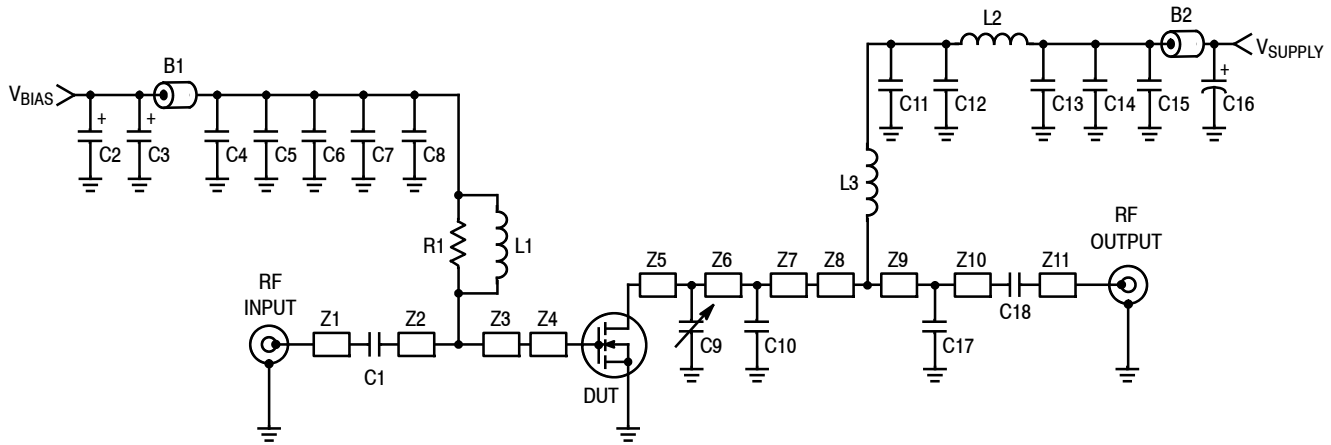 L2
B2
V_SUPPLY
C11
C12
C13
C14
C15
+
C16
B1
V_BIAS
+
C2
+
C3
C4
C5
C6
C7
C8
L3
R1
L1
RF
INPUT
Z1
C1
Z2
Z3
Z4
DUT
Z5
C9
Z6
C10
Z7
Z8
Z9
C17
Z10
C18
Z11
RF
OUTPUT